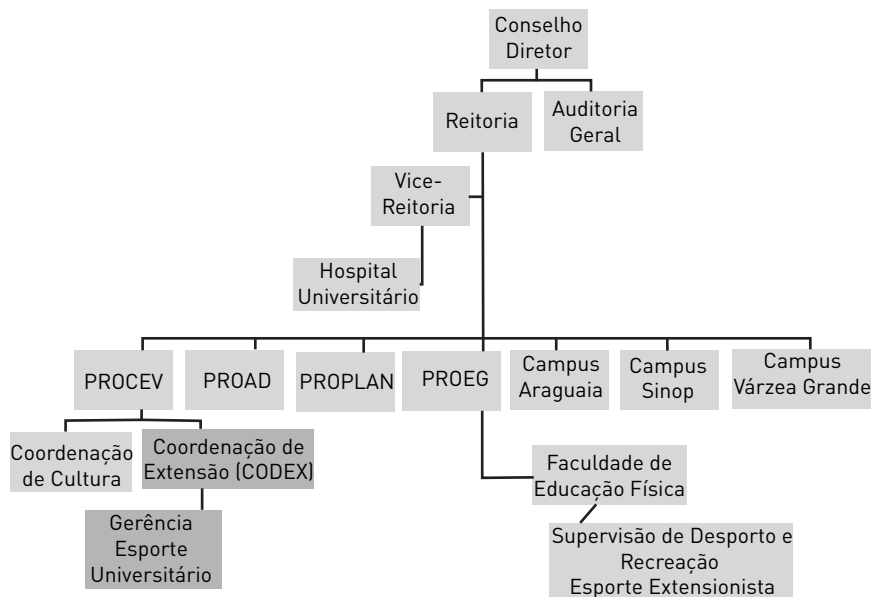 Conselho
Diretor
Reitoria
Auditoria
Geral
Vice-
Reitoria
Hospital
Universitário
PROCEV
PROAD
PROPLAN
PROEG
Campus
Araguaia
Campus
Sinop
Campus
Várzea Grande
Coordenação
de Cultura
Coordenação de
Extensão (CODEX)
Gerência
Esporte
Universitário
Faculdade de
Educação Física
Supervisão de Desporto e
Recreação
Esporte Extensionista